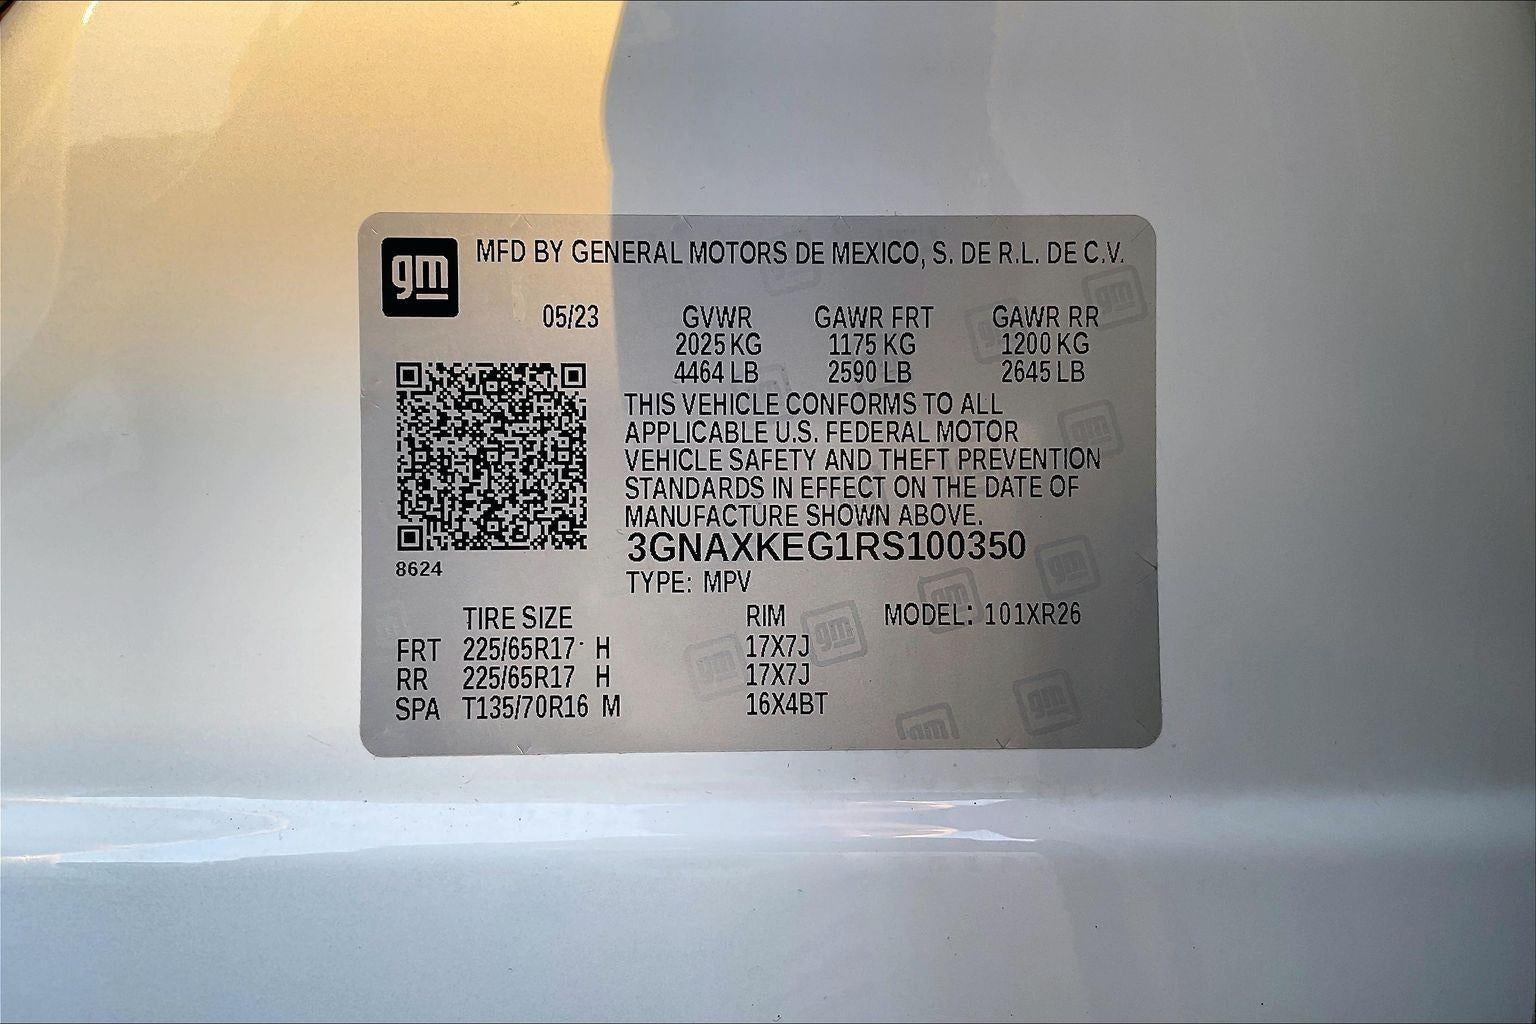 gm
MFD BY GENERAL MOTORS DE MEXICO, S. DE R.L. DE C.V.
05/23 GVWR GAWR FRT GAWR RR
2025 KG 1175 KG 1200 KG
4464 LB 2590 LB 2645 LB
THIS VEHICLE CONFORMS TO ALL
APPLICABLE U.S. FEDERAL MOTOR
VEHICLE SAFETY AND THEFT PREVENTION
STANDARDS IN EFFECT ON THE DATE OF
MANUFACTURE SHOWN ABOVE.
3GNAXKEG1RS100350
8624
TYPE: MPV
TIRE SIZE RIM MODEL: 101XR26
FRT 225/65R17 H 17X7J
RR 225/65R17 H 17X7J
SPA T135/70R16 M 16X4BT